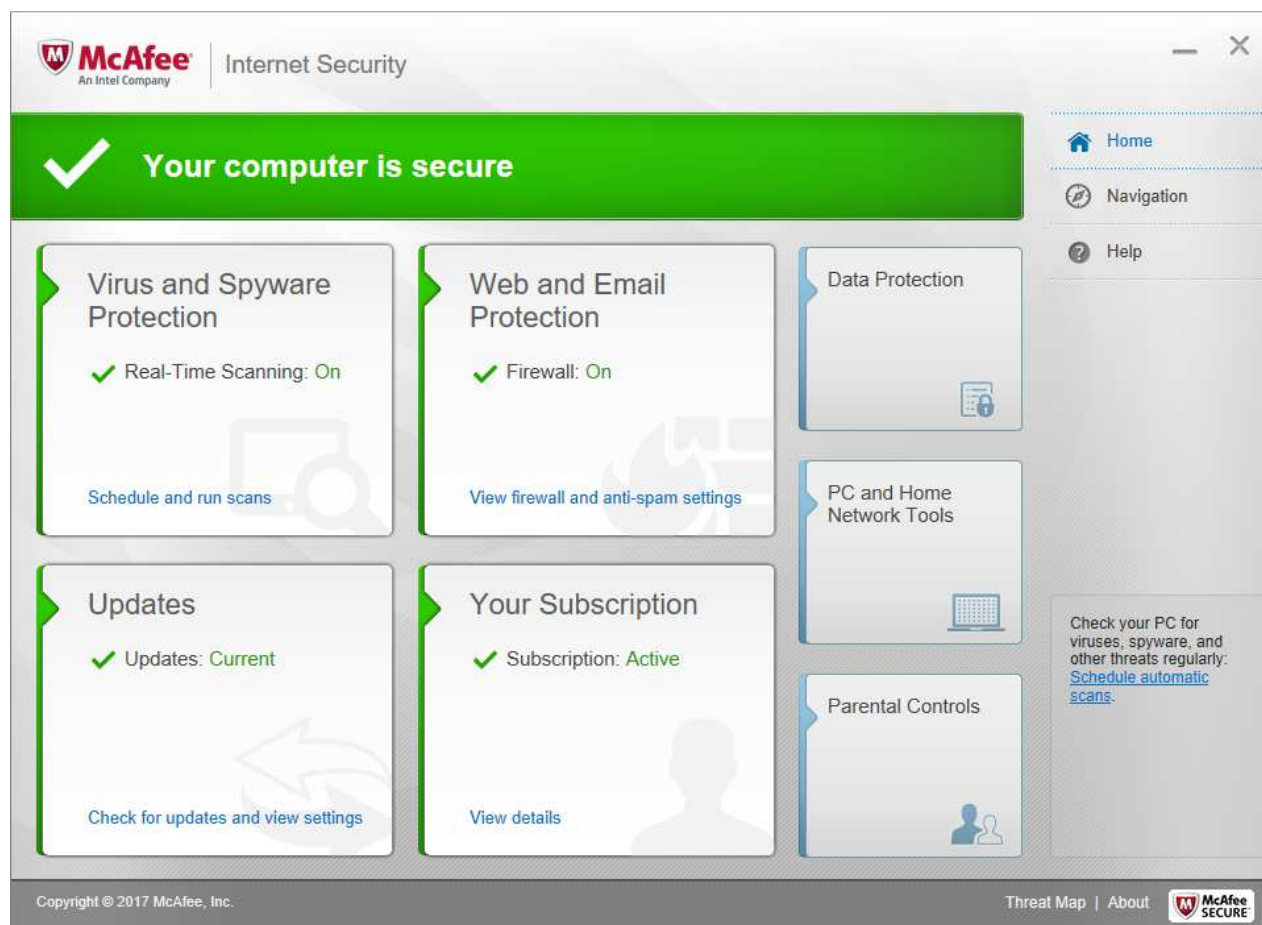 McAfee
An Intel Company
Internet Security
Your computer is secure
Home
Navigation
Help
Virus and Spyware
Protection
Real-Time Scanning: On
Schedule and run scans
Web and Email
Protection
Firewall: On
View firewall and anti-spam settings
Data Protection
PC and Home
Network Tools
Updates
Updates: Current
Check for updates and view settings
Your Subscription
Subscription: Active
View details
Parental Controls
Check your PC for
viruses, spyware, and
other threats regularly:
Schedule automatic
scans.
Copyright © 2017 McAfee, Inc.
Threat Map | About
McAfee
SECURE